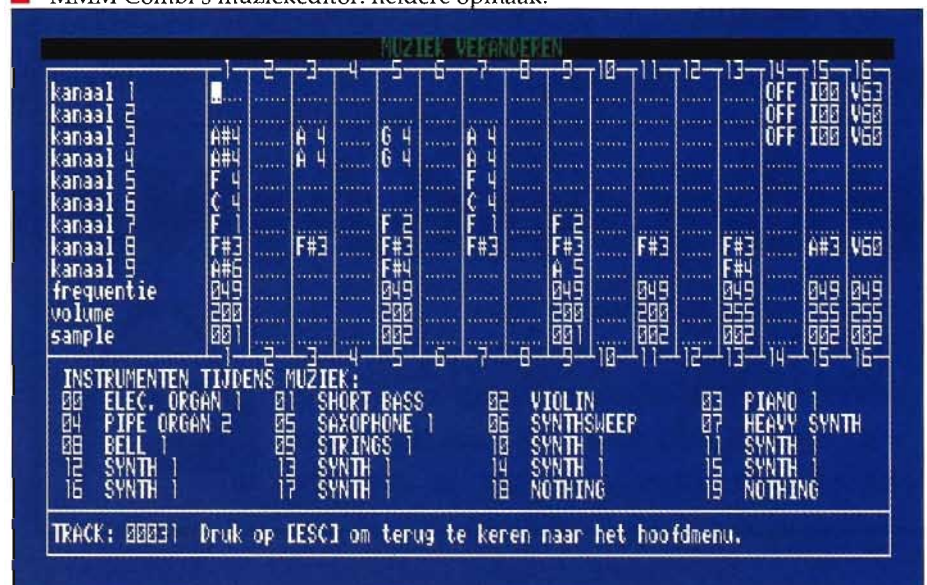 MMM Combi's muziekeditor: heldere opmaak.
MUZIEK VERANDEREN
1 2 3 4 5 6 7 8 9 10 11 12 13 14 15 16
kanaal 1 OFF I00 V63
kanaal 2 OFF I00 V60
kanaal 3 A#4 A 4 G 4 A 4 OFF I00 V60
kanaal 4 A#4 A 4 G 4 A 4
kanaal 5 F 4 F 4
kanaal 6 C 4 C 4
kanaal 7 F 1 F 2 F 1 F 2
kanaal 8 F#3 F#3 F#3 F#3 F#3 F#3 F#3 A#3 V60
kanaal 9 A#6 F#4 A 5 F#4
frequentie 049 049 049 049 049 049 049
volume 200 200 200 200 255 255 255
sample 001 002 001 002 002 002 002
1 2 3 4 5 6 7 8 9 10 11 12 13 14 15 16
INSTRUMENTEN TIJDENS MUZIEK:
00 ELEC. ORGAN 1 01 SHORT BASS 02 VIOLIN 03 PIANO 1
04 PIPE ORGAN 2 05 SAXOPHONE 1 06 SYNTHSWEEP 07 HEAVY SYNTH
08 BELL 1 09 STRINGS 1 10 SYNTH 1 11 SYNTH 1
12 SYNTH 1 13 SYNTH 1 14 SYNTH 1 15 SYNTH 1
16 SYNTH 1 17 SYNTH 1 18 NOTHING 19 NOTHING
TRACK: 00031 Druk op [ESC] om terug te keren naar het hoofdmenu.